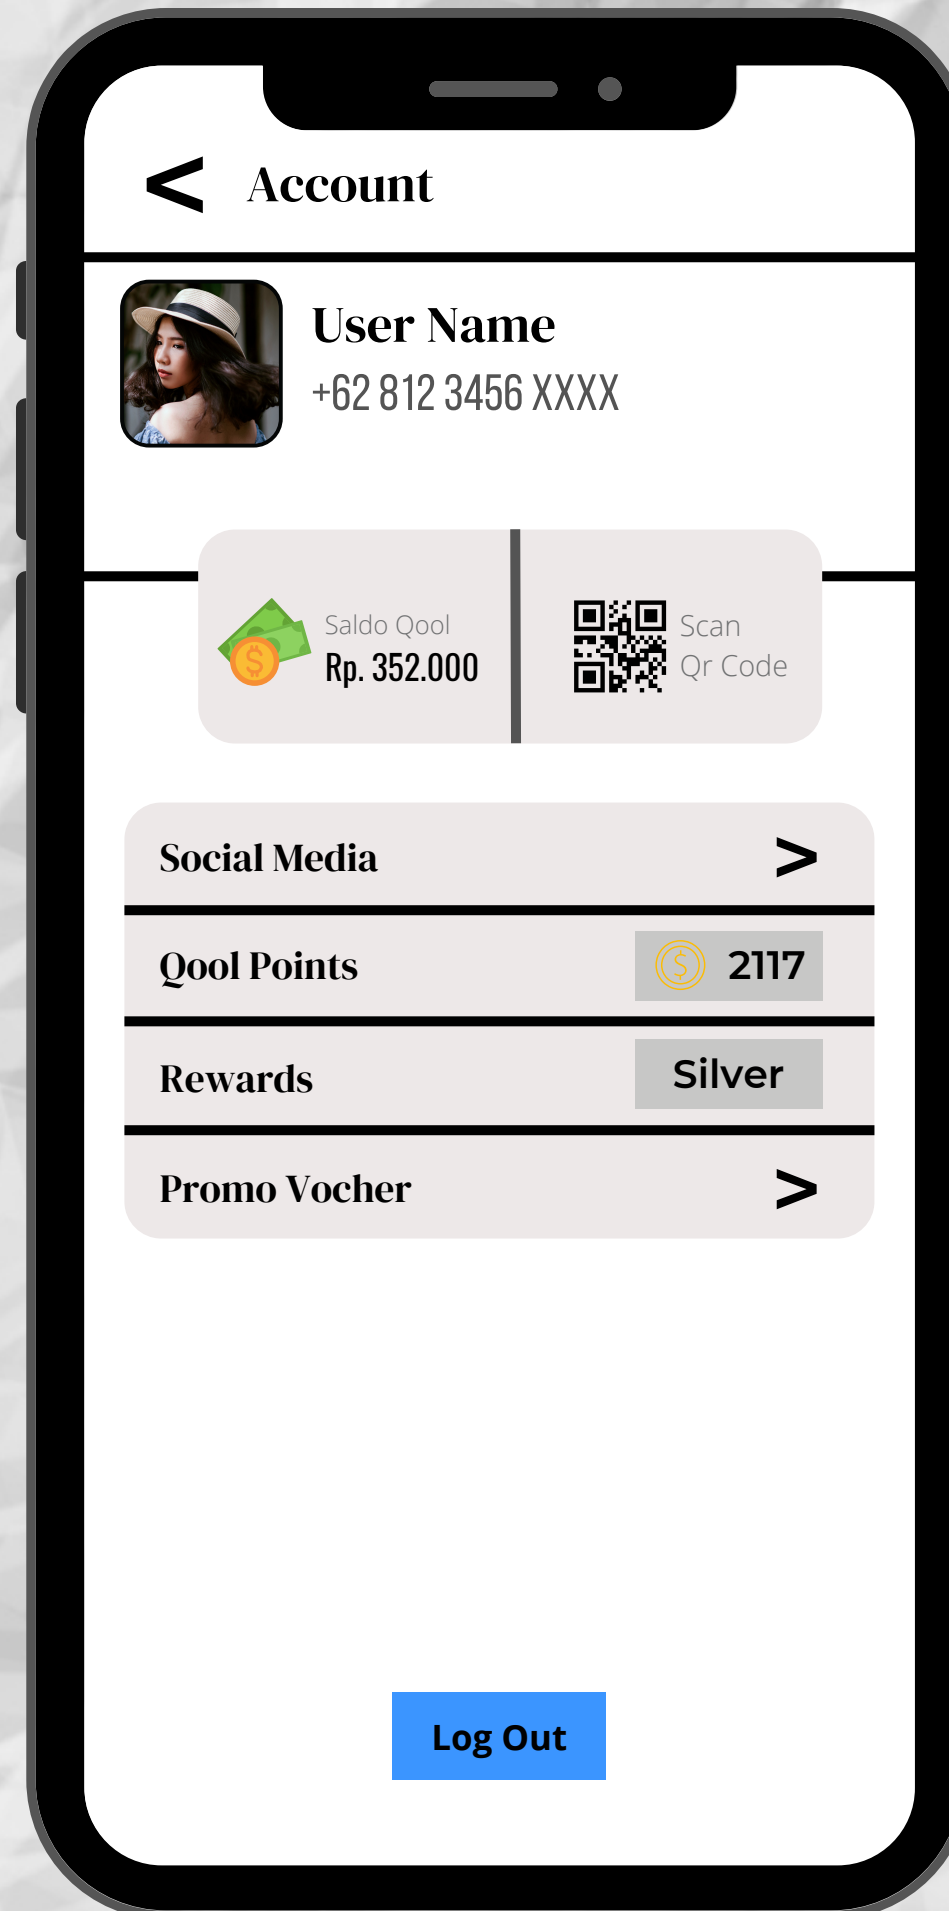 < Account
User Name
+62 812 3456 XXXX
Saldo Qool
Rp. 352.000
Scan
Qr Code
Social Media >
Qool Points 2117
Rewards Silver
Promo Vocher >
Log Out